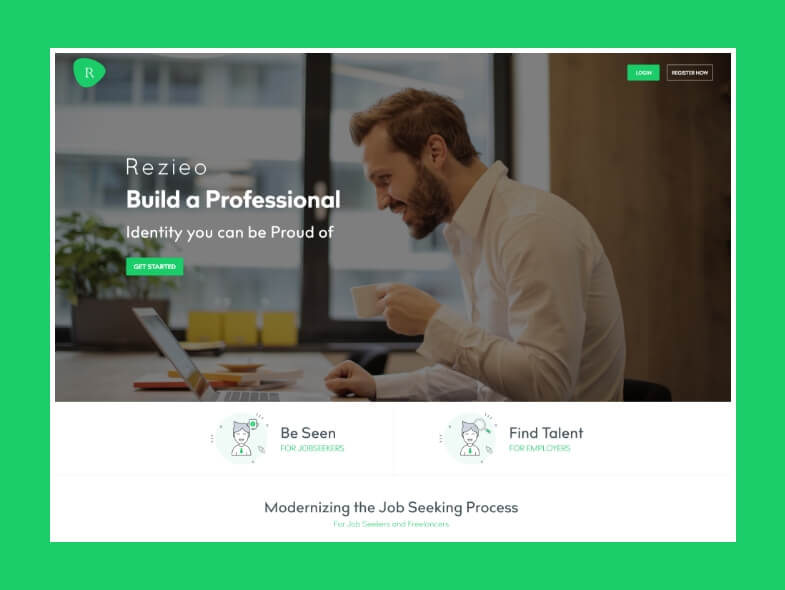 R
LOGIN
REGISTER NOW
Rezieo
Build a Professional
Identity you can be Proud of
GET STARTED
Be Seen
FOR JOBSEEKERS
Find Talent
FOR EMPLOYERS
Modernizing the Job Seeking Process
For Job Seekers and Freelancers